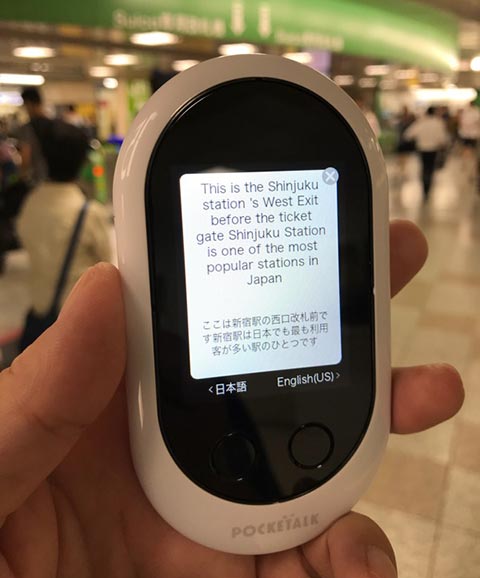 This is the Shinjuku
station 's West Exit
before the ticket
gate Shinjuku Station
is one of the most
popular stations in
Japan
ここは新宿駅の西口改札前で
す新宿駅は日本でも最も利用
客が多い駅のひとつです
‹日本語 English(US)›
POCKETALK